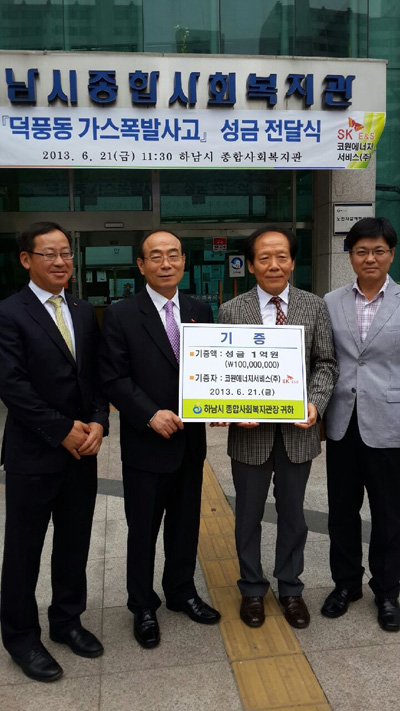 남시종합사회복지관
『덕풍동 가스폭발사고』 성금 전달식
SK E&S
코원에너지
서비스(주)
2013. 6. 21(금) 11:30 하남시 종합사회복지관
기 증
기증액 : 성금 1억원
(₩100,000,000)
기증자 : 코원에너지서비스(주) SK E&S
2013. 6. 21.(금)
하남시 종합사회복지관장 귀하